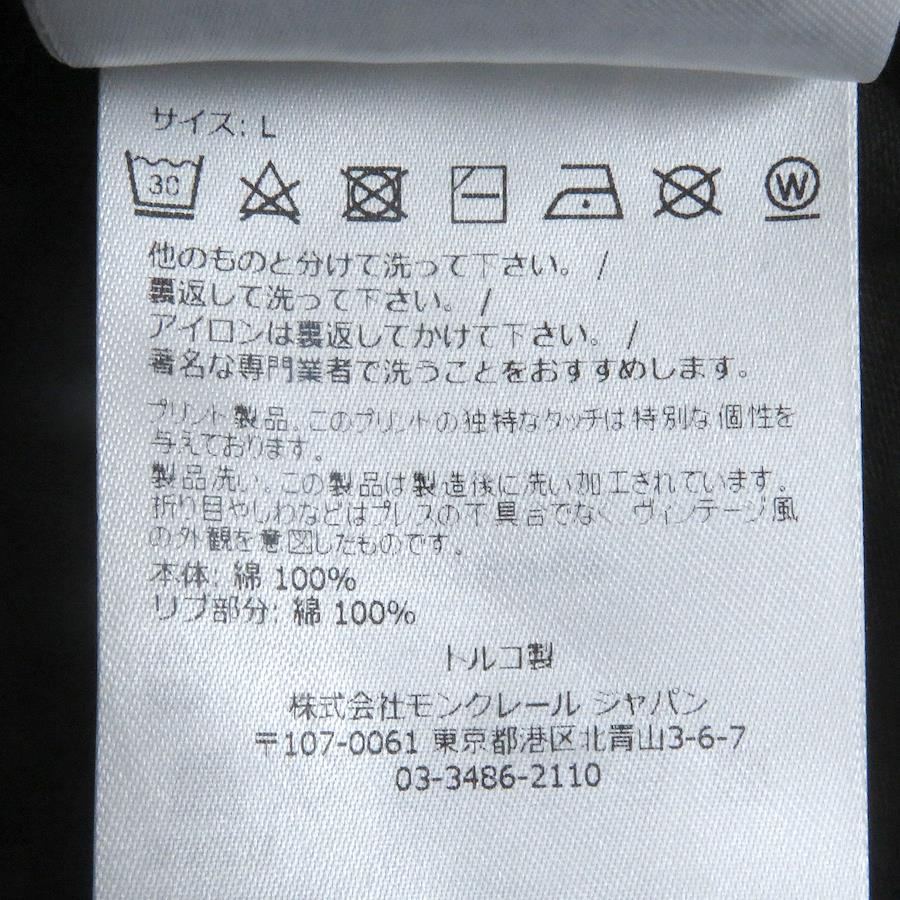 サイズ: L
30
W
他のものと分けて洗って下さい。 /
裏返して洗って下さい。 /
アイロンは裏返してかけて下さい。 /
著名な専門業者で洗うことをおすすめします。
プリント製品。このプリントの独特なタッチは特別な個性を
与えております。
製品洗い。この製品は製造後に洗い加工されています。
折り目やしわなどはプレスの不具合でなく ヴィンテージ風
の外観を意図したものです。
本体: 綿 100%
リブ部分: 綿 100%
トルコ製
株式会社モンクレール ジャパン
〒107-0061 東京都港区北青山3-6-7
03-3486-2110